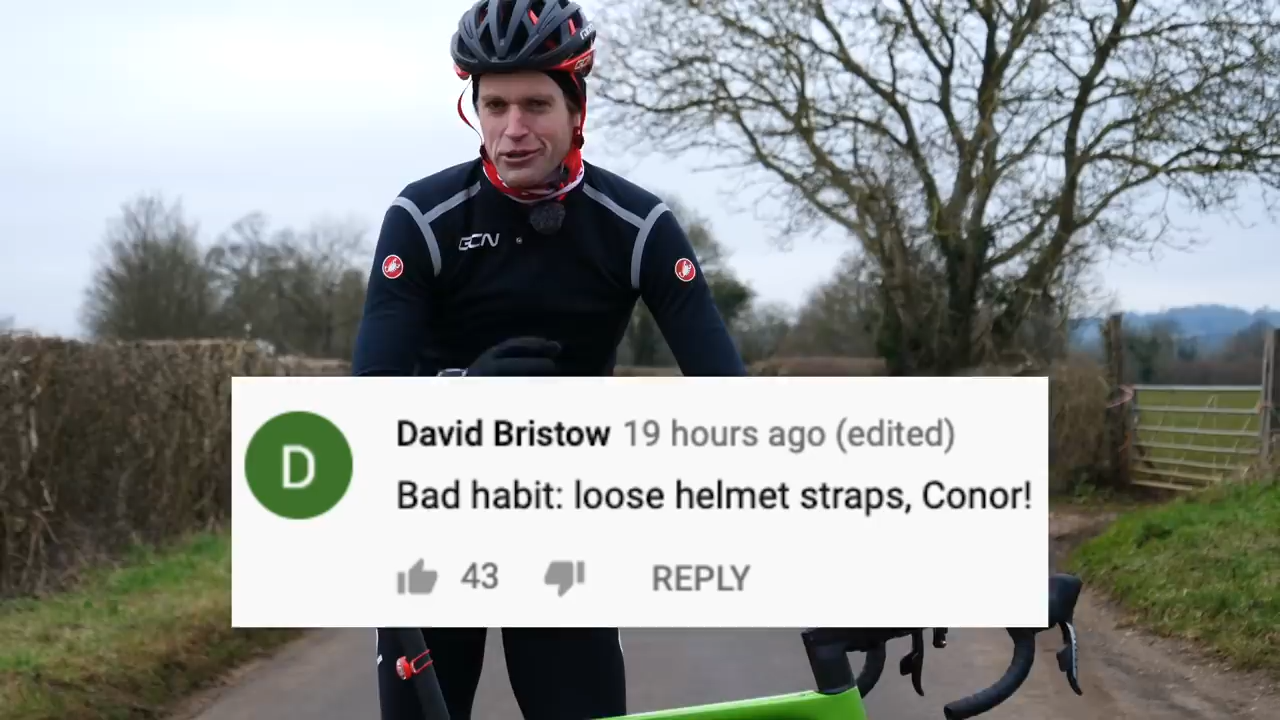 GCN
D
David Bristow 19 hours ago (edited)
Bad habit: loose helmet straps, Conor!
43
REPLY